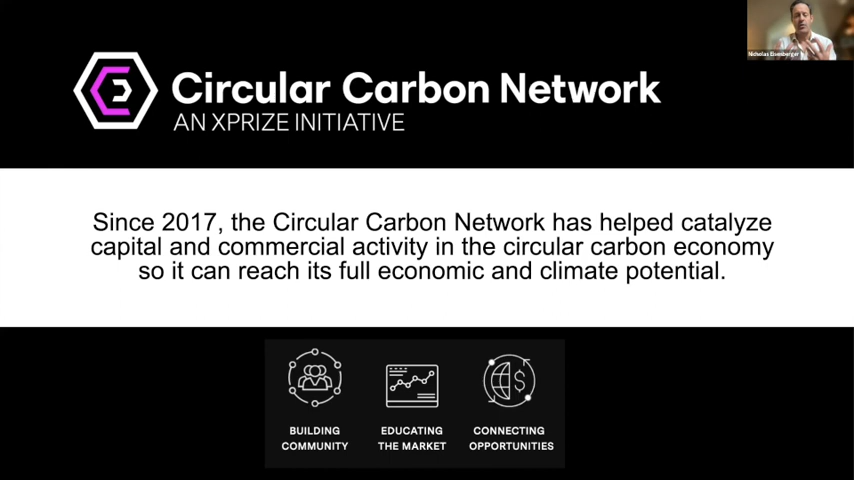 Nicholas Eisenberger
Circular Carbon Network
AN XPRIZE INITIATIVE
Since 2017, the Circular Carbon Network has helped catalyze
capital and commercial activity in the circular carbon economy
so it can reach its full economic and climate potential.
BUILDING
COMMUNITY
EDUCATING
THE MARKET
CONNECTING
OPPORTUNITIES